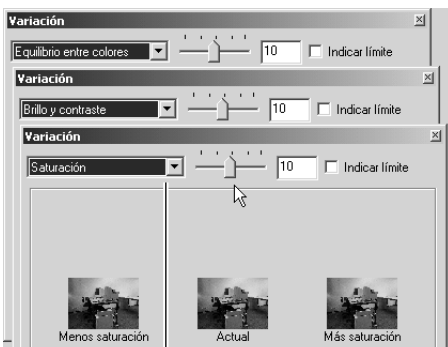 Variación
Equilibrio entre colores 10 Indicar límite
Variación
Brillo y contraste 10 Indicar límite
Variación
Saturación 10 Indicar límite
Menos saturación Actual Más saturación